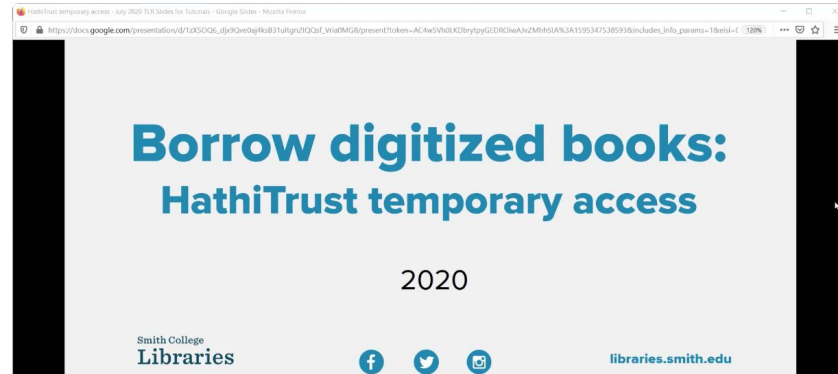 HathiTrust temporary access - July 2020 TLR Slides for Tutorials - Google Slides - Mozilla Firefox
120%
Borrow digitized books:
HathiTrust temporary access
2020
Smith College
Libraries
libraries.smith.edu